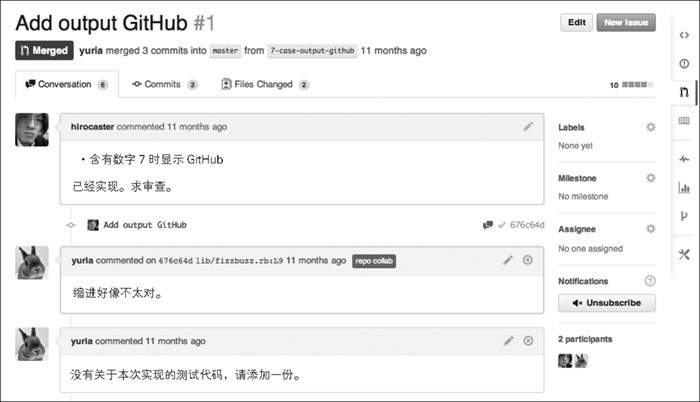 Add output GitHub #1
Edit
New Issue
Merged yuria merged 3 commits into master from 7-case-output-github 11 months ago
Conversation 6
Commits 3
Files Changed 2
10
hirocaster commented 11 months ago
・含有数字 7 时显示 GitHub
已经实现。求审查。
Add output GitHub
676c64d
yuria commented on 676c64d lib/fizzbuzz.rb:L9 11 months ago repo collab
缩进好像不太对。
yuria commented 11 months ago
没有关于本次实现的测试代码，请添加一份。
Labels
None yet
Milestone
No milestone
Assignee
No one assigned
Notifications
Unsubscribe
2 participants